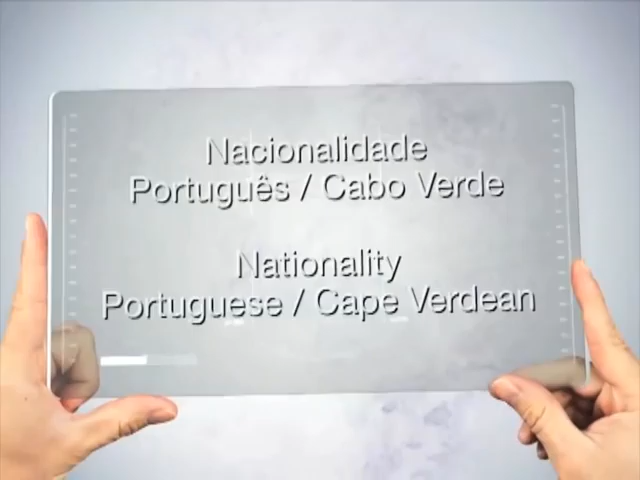 Nacionalidade
Português / Cabo Verde
Nationality
Portuguese / Cape Verdean